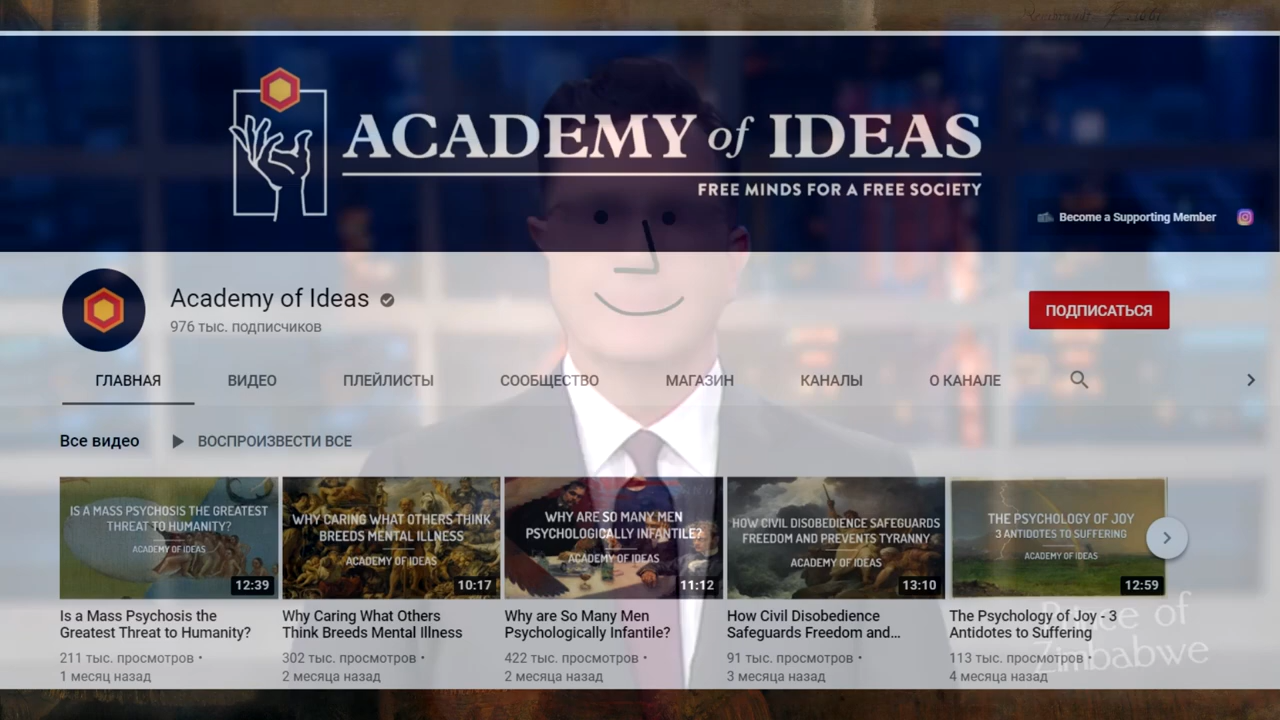 ACADEMY of IDEAS
FREE MINDS FOR A FREE SOCIETY
Become a Supporting Member
Academy of Ideas
976 тыс. подписчиков
ПОДПИСАТЬСЯ
ГЛАВНАЯ ВИДЕО ПЛЕЙЛИСТЫ СООБЩЕСТВО МАГАЗИН КАНАЛЫ О КАНАЛЕ
Все видео ВОСПРОИЗВЕСТИ ВСЕ
IS A MASS PSYCHOSIS THE GREATEST
THREAT TO HUMANITY?
ACADEMY OF IDEAS
12:39
WHY CARING WHAT OTHERS THINK
BREEDS MENTAL ILLNESS
ACADEMY OF IDEAS
10:17
WHY ARE SO MANY MEN
PSYCHOLOGICALLY INFANTILE?
ACADEMY OF IDEAS
11:12
HOW CIVIL DISOBEDIENCE SAFEGUARDS
FREEDOM AND PREVENTS TYRANNY
ACADEMY OF IDEAS
13:10
THE PSYCHOLOGY OF JOY
3 ANTIDOTES TO SUFFERING
ACADEMY OF IDEAS
12:59
Is a Mass Psychosis the
Greatest Threat to Humanity?
211 тыс. просмотров •
1 месяц назад
Why Caring What Others
Think Breeds Mental Illness
302 тыс. просмотров •
2 месяца назад
Why are So Many Men
Psychologically Infantile?
422 тыс. просмотров •
2 месяца назад
How Civil Disobedience
Safeguards Freedom and...
91 тыс. просмотров •
3 месяца назад
The Psychology of Joy - 3
Antidotes to Suffering
113 тыс. просмотров •
4 месяца назад
Prince of
Zimbabwe